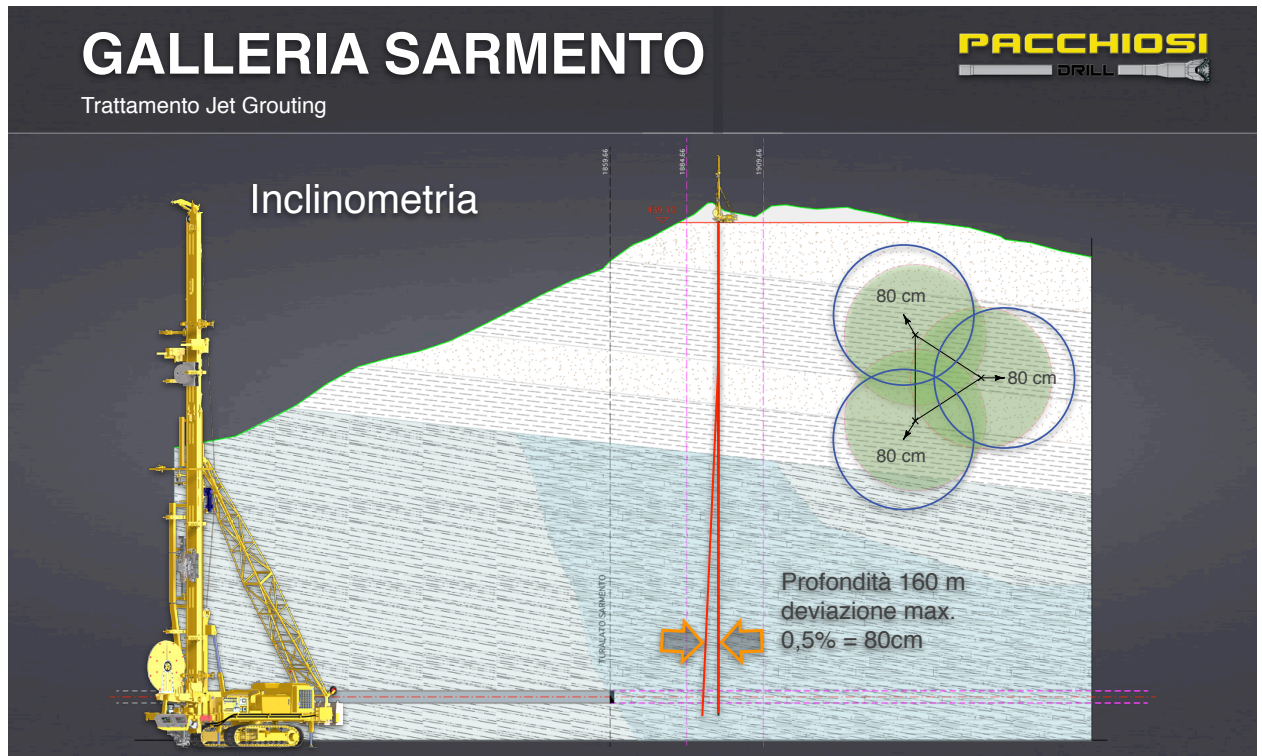 GALLERIA SARMENTO
PACCHIOSI
DRILL
Trattamento Jet Grouting
Inclinometria
1859.66
1884.66
1909.66
80 cm
80 cm
80 cm
TURULATO SARMENTO
Profondità 160 m
deviazione max.
0,5% = 80cm